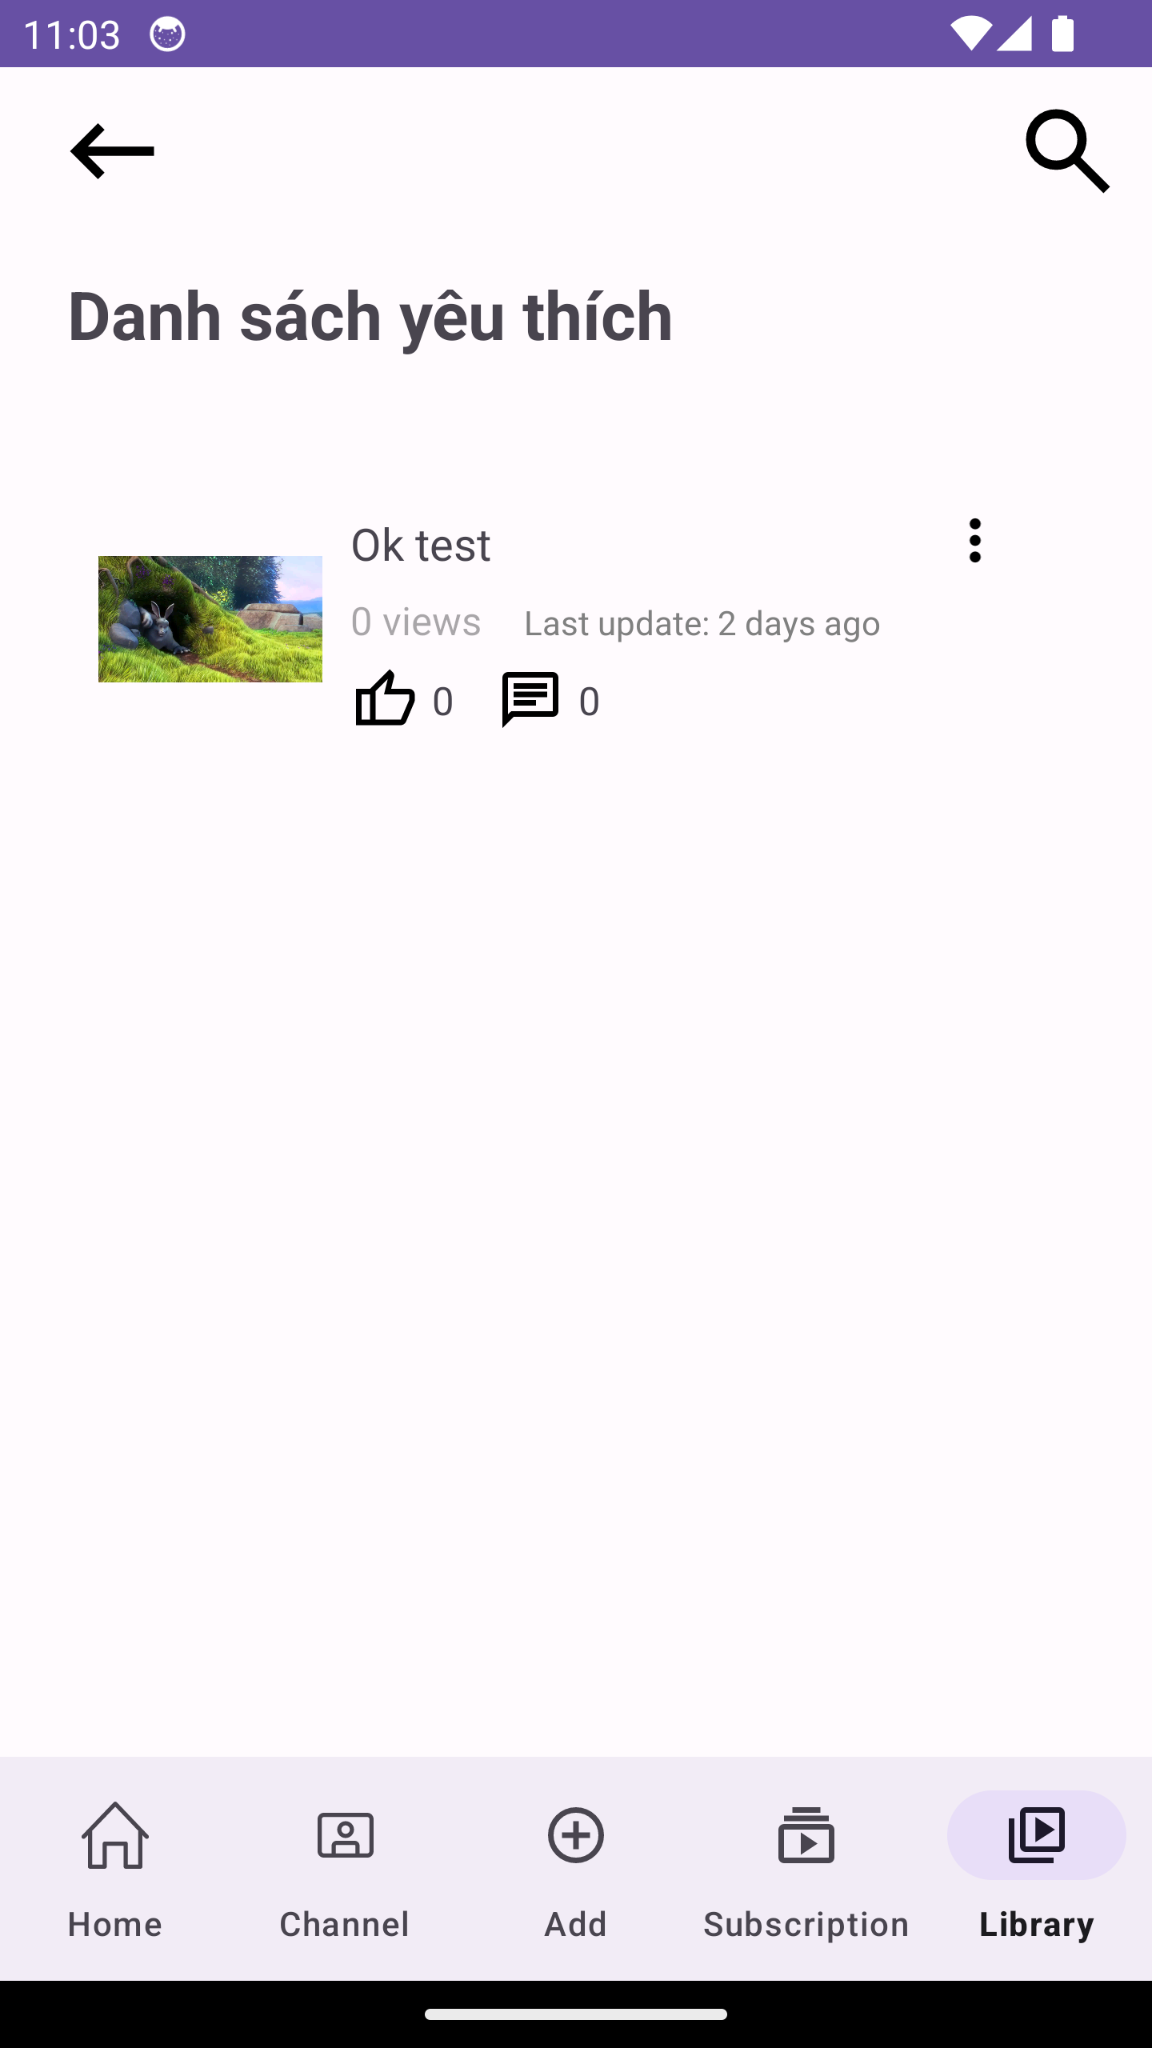 11:03
Danh sách yêu thích
Ok test
0 views Last update: 2 days ago
0 0
Home Channel Add Subscription Library